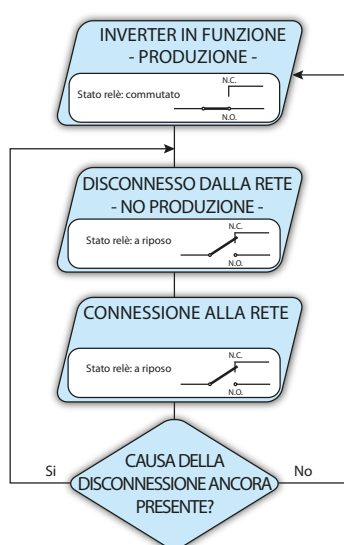 INVERTER IN FUNZIONE
- PRODUZIONE -
N.C.
Stato relè: commutato
N.O.
DISCONNESSO DALLA RETE
- NO PRODUZIONE -
N.C.
Stato relè: a riposo
N.O.
CONNESSIONE ALLA RETE
N.C.
Stato relè: a riposo
N.O.
Si
CAUSA DELLA
DISCONNESSIONE ANCORA
PRESENTE?
No